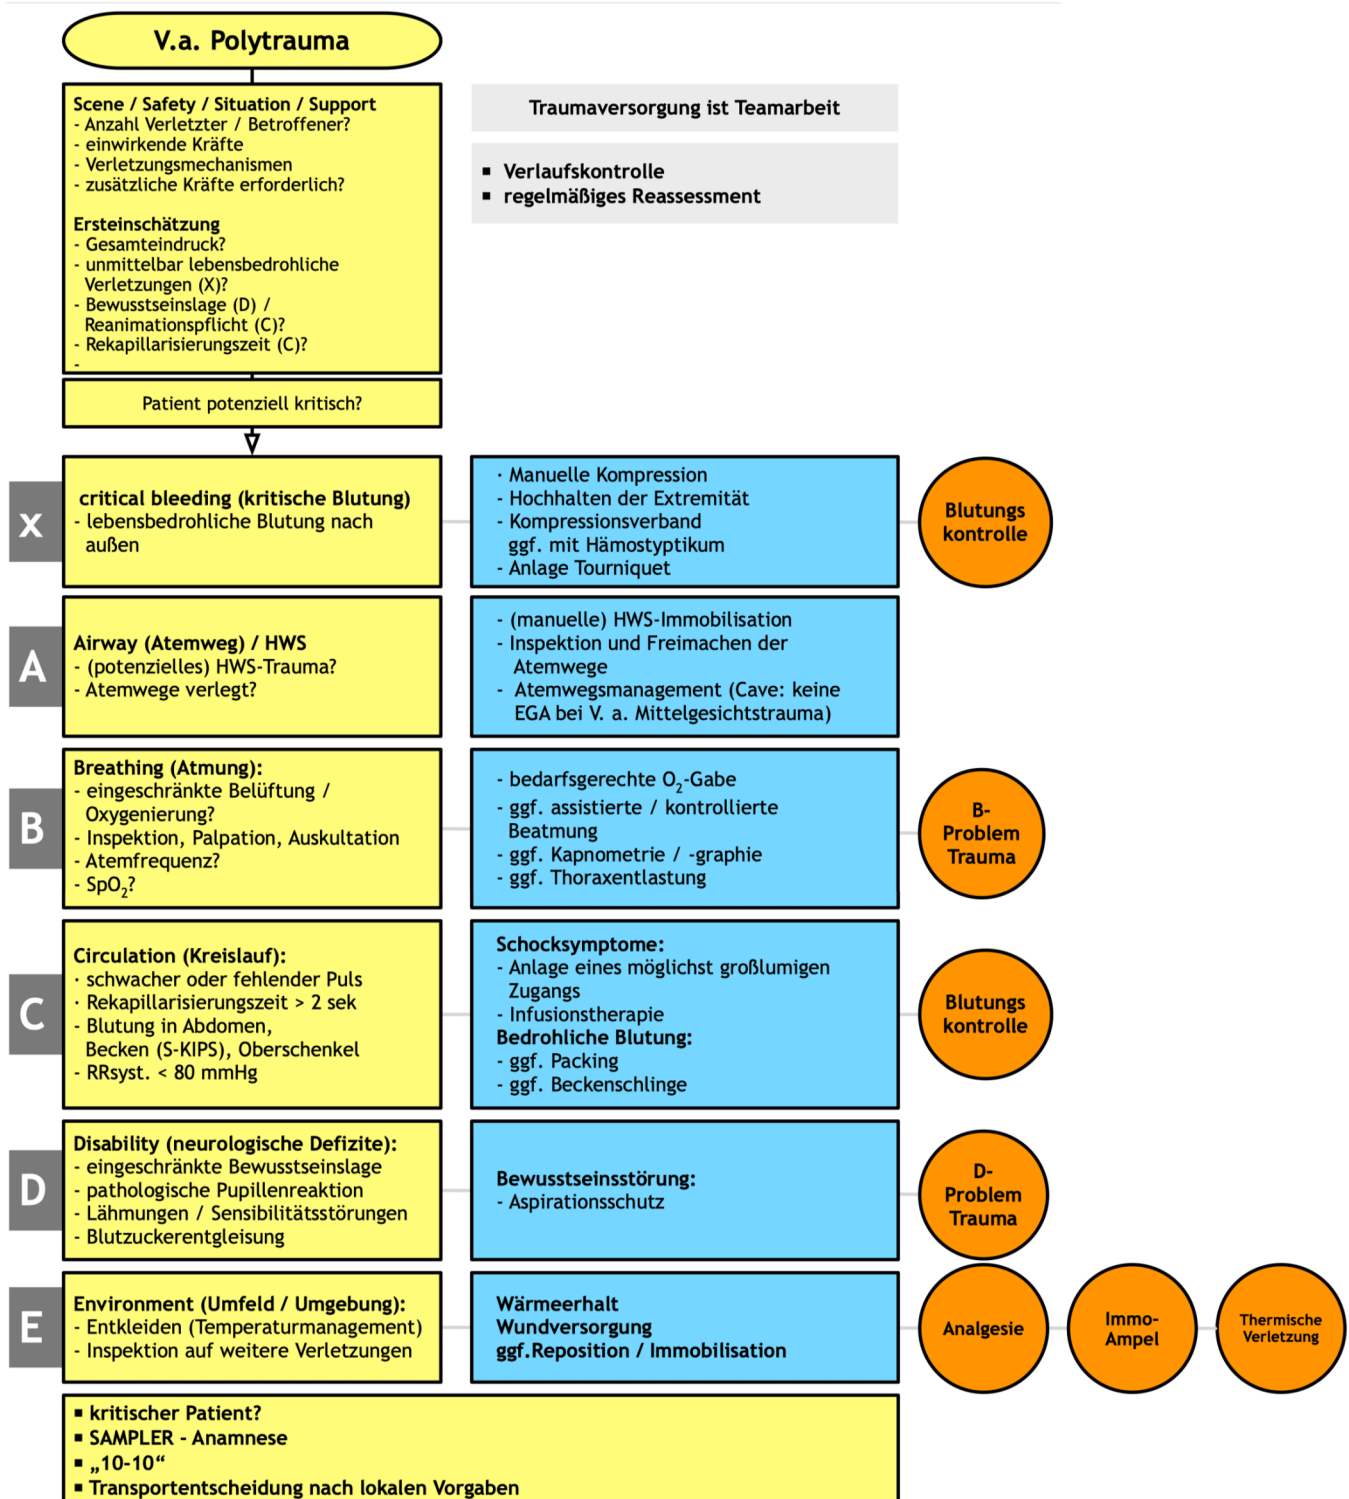 V.a. Polytrauma
Scene / Safety / Situation / Support
- Anzahl Verletzter / Betroffener?
- einwirkende Kräfte
- Verletzungsmechanismen
- zusätzliche Kräfte erforderlich?
Ersteinschätzung
- Gesamteindruck?
- unmittelbar lebensbedrohliche
Verletzungen (X)?
- Bewusstseinslage (D) /
Reanimationspflicht (C)?
- Rekapillarisierungszeit (C)?
-
Traumaversorgung ist Teamarbeit
▪ Verlaufskontrolle
▪ regelmäßiges Reassessment
Patient potenziell kritisch?
x
critical bleeding (kritische Blutung)
- lebensbedrohliche Blutung nach
außen
· Manuelle Kompression
- Hochhalten der Extremität
- Kompressionsverband
ggf. mit Hämostyptikum
- Anlage Tourniquet
Blutungs
kontrolle
A
Airway (Atemweg) / HWS
- (potenzielles) HWS-Trauma?
- Atemwege verlegt?
- (manuelle) HWS-Immobilisation
- Inspektion und Freimachen der
Atemwege
- Atemwegsmanagement (Cave: keine
EGA bei V. a. Mittelgesichtstrauma)
B
Breathing (Atmung):
- eingeschränkte Belüftung /
Oxygenierung?
- Inspektion, Palpation, Auskultation
- Atemfrequenz?
- SpO₂?
- bedarfsgerechte O₂-Gabe
- ggf. assistierte / kontrollierte
Beatmung
- ggf. Kapnometrie / -graphie
- ggf. Thoraxentlastung
B-
Problem
Trauma
C
Circulation (Kreislauf):
· schwacher oder fehlender Puls
· Rekapillarisierungszeit > 2 sek
- Blutung in Abdomen,
Becken (S-KIPS), Oberschenkel
- RRsyst. < 80 mmHg
Schocksymptome:
- Anlage eines möglichst großlumigen
Zugangs
- Infusionstherapie
Bedrohliche Blutung:
- ggf. Packing
- ggf. Beckenschlinge
Blutungs
kontrolle
D
Disability (neurologische Defizite):
- eingeschränkte Bewusstseinslage
- pathologische Pupillenreaktion
- Lähmungen / Sensibilitätsstörungen
- Blutzuckerentgleisung
Bewusstseinsstörung:
- Aspirationsschutz
D-
Problem
Trauma
E
Environment (Umfeld / Umgebung):
- Entkleiden (Temperaturmanagement)
- Inspektion auf weitere Verletzungen
Wärmeerhalt
Wundversorgung
ggf.Reposition / Immobilisation
Analgesie
Immo-
Ampel
Thermische
Verletzung
▪ kritischer Patient?
▪ SAMPLER - Anamnese
▪ „10-10“
▪ Transportentscheidung nach lokalen Vorgaben